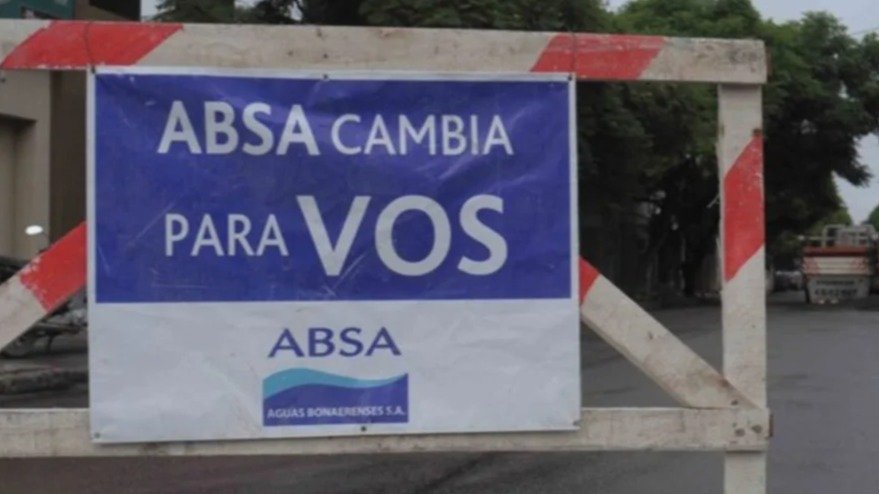 ABSA CAMBIA
PARA VOS
ABSA
AGUAS BONAERENSES S.A.